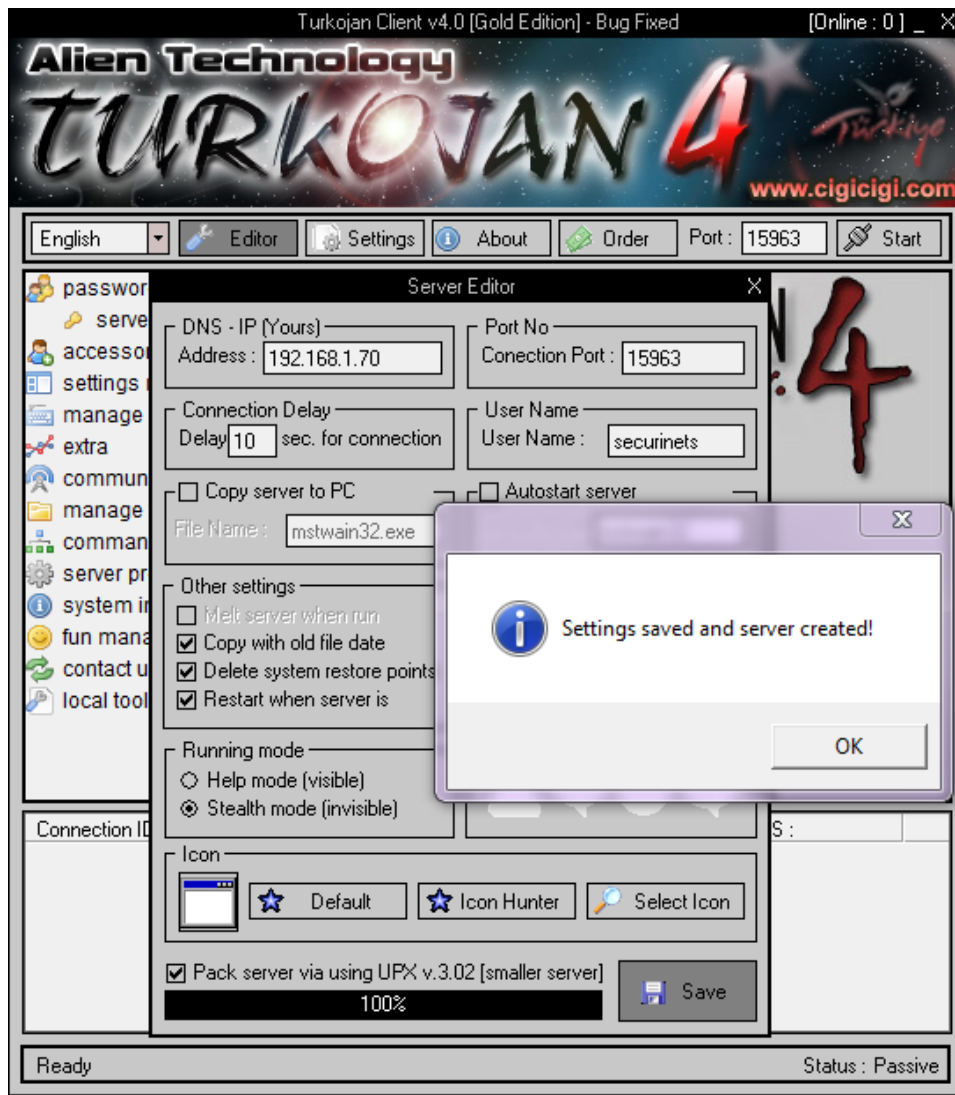 Turkojan Client v4.0 [Gold Edition] - Bug Fixed [Online : 0 ] _ X
Alien Technology
TURKOJAN 4
Türkiye
www.cigicigi.com
English Editor Settings About Order Port : 15963 Start
passwor
serve
accessor
settings
manage
extra
commun
manage
comman
server pr
system in
fun mana
contact u
local tool
4
Server Editor X
DNS - IP (Yours)
Address : 192.168.1.70
Port No
Conection Port : 15963
Connection Delay
Delay 10 sec. for connection
User Name
User Name : securinets
Copy server to PC
File Name : mstwain32.exe
Autostart server
X
Settings saved and server created!
OK
Other settings
Melt server when run
Copy with old file date
Delete system restore points
Restart when server is
Running mode
Help mode (visible)
Stealth mode (invisible)
Icon
Default Icon Hunter Select Icon
Pack server via using UPX v.3.02 [smaller server]
100%
Save
Connection ID S :
Ready Status : Passive